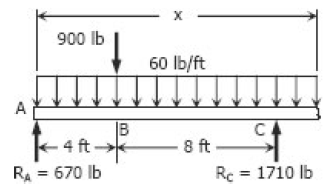 x
900 lb
60 lb/ft
A
B
C
4 ft
8 ft
R_A = 670 lb
R_C = 1710 lb